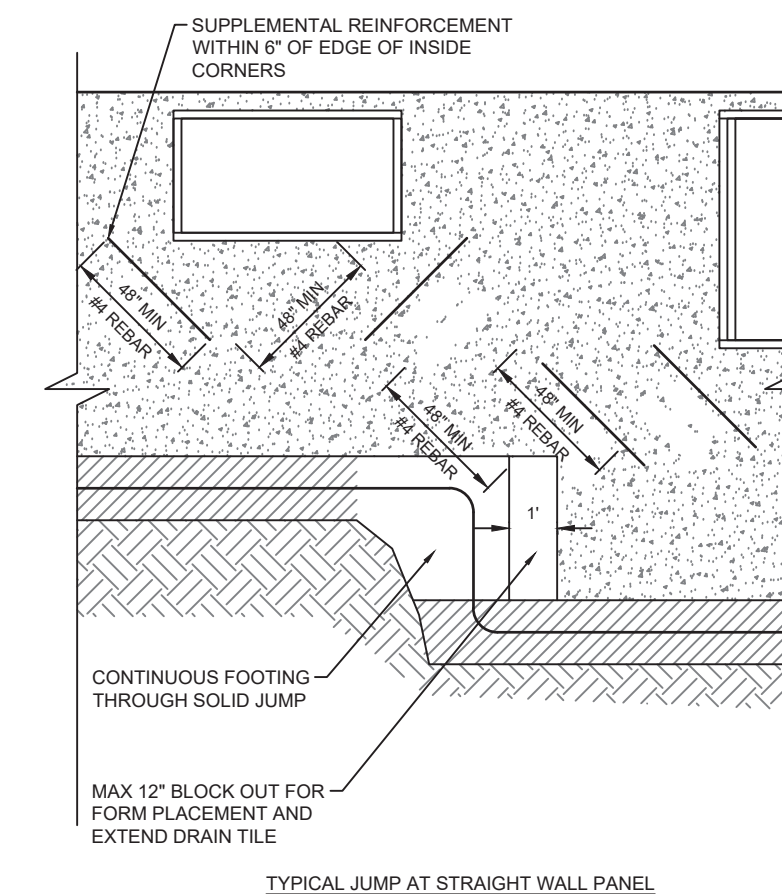 SUPPLEMENTAL REINFORCEMENT
WITHIN 6" OF EDGE OF INSIDE
CORNERS
48" MIN
#4 REBAR
48" MIN
#4 REBAR
48" MIN
#4 REBAR
48" MIN
#4 REBAR
1'
CONTINUOUS FOOTING
THROUGH SOLID JUMP
MAX 12" BLOCK OUT FOR
FORM PLACEMENT AND
EXTEND DRAIN TILE
TYPICAL JUMP AT STRAIGHT WALL PANEL